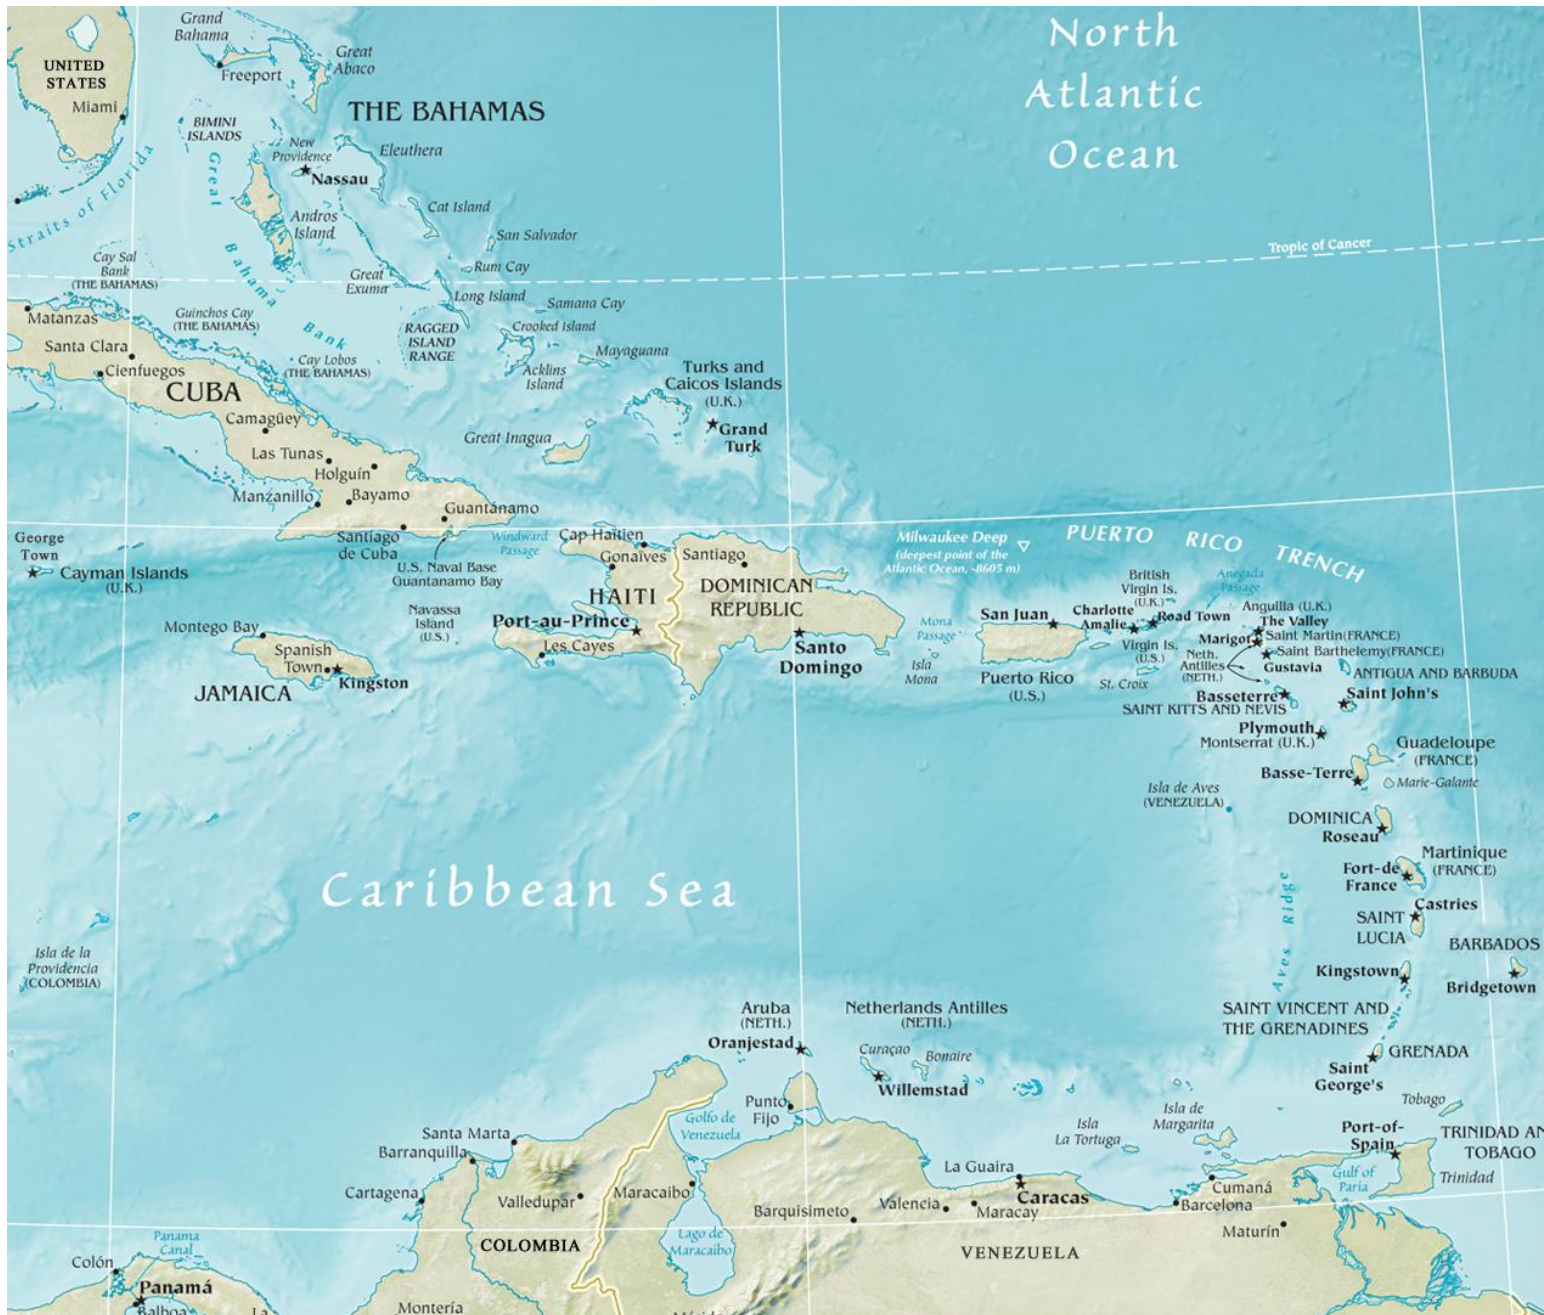 Grand
Bahama
Great
Abaco
Freeport
UNITED
STATES
Miami
North
Atlantic
Ocean
THE BAHAMAS
BIMINI
ISLANDS
New
Providence
Nassau
Eleuthera
Straits of Florida
Great Bahama Bank
Andros
Island
Cat Island
San Salvador
Rum Cay
Tropic of Cancer
Cay Sal
Bank
(THE BAHAMAS)
Great
Exuma
Long Island
Samana Cay
Matanzas
Guinchos Cay
(THE BAHAMAS)
RAGGED
ISLAND
RANGE
Crooked Island
Santa Clara
Cienfuegos
Cay Lobos
(THE BAHAMAS)
Acklins
Island
Mayaguana
Turks and
Caicos Islands
(U.K.)
Grand
Turk
CUBA
Camagüey
Las Tunas
Holguín
Great Inagua
Manzanillo
Bayamo
Guantánamo
George
Town
Cayman Islands
(U.K.)
Santiago
de Cuba
U.S. Naval Base
Guantanamo Bay
Windward
Passage
Cap Haïtien
Gonaïves
Santiago
Milwaukee Deep
(deepest point of the
Atlantic Ocean, -8605 m)
PUERTO RICO TRENCH
HAITI
DOMINICAN
REPUBLIC
British
Virgin Is.
(U.K.)
Anegada
Passage
Navassa
Island
(U.S.)
Port-au-Prince
Montego Bay
Spanish
Town
Kingston
JAMAICA
Les Cayes
Santo
Domingo
Mona
Passage
Isla
Mona
San Juan
Puerto Rico
(U.S.)
Charlotte
Amalie
Road Town
Virgin Is.
(U.S.)
St. Croix
Anguilla (U.K.)
The Valley
Marigot
Saint Martin (FRANCE)
Saint Barthelemy (FRANCE)
Neth.
Antilles
(NETH.)
Gustavia
ANTIGUA AND BARBUDA
Basseterre
Saint John's
SAINT KITTS AND NEVIS
Plymouth
Montserrat (U.K.)
Guadeloupe
(FRANCE)
Basse-Terre
Marie-Galante
Isla de Aves
(VENEZUELA)
DOMINICA
Roseau
Martinique
(FRANCE)
Fort-de
France
Caribbean Sea
Aves Ridge
Castries
SAINT
LUCIA
BARBADOS
Bridgetown
Isla de la
Providencia
(COLOMBIA)
Kingstown
SAINT VINCENT AND
THE GRENADINES
Aruba
(NETH.)
Oranjestad
Netherlands Antilles
(NETH.)
Curaçao
Bonaire
Willemstad
GRENADA
Saint
George's
Punto
Fijo
Golfo de
Venezuela
Isla
La Tortuga
Isla de
Margarita
Tobago
Port-of-
Spain
TRINIDAD AN
TOBAGO
Trinidad
Gulf of
Paria
Santa Marta
Barranquilla
Cartagena
Valledupar
Maracaibo
La Guaira
Caracas
Cumaná
Barcelona
Barquisimeto
Valencia
Maracay
Maturín
Lago de
Maracaibo
COLOMBIA
VENEZUELA
Panama
Canal
Colón
Panamá
Balboa
La
Montería